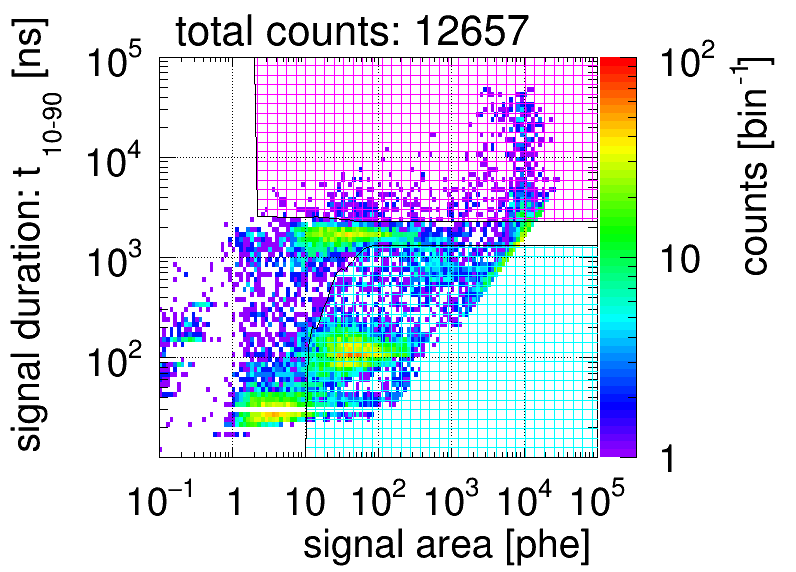 total counts: 12657
signal duration: t 10-90 [ns]
10^5
10^4
10^3
10^2
10^-1 1 10 10^2 10^3 10^4 10^5
signal area [phe]
10^2
10
1
counts [bin^-1]